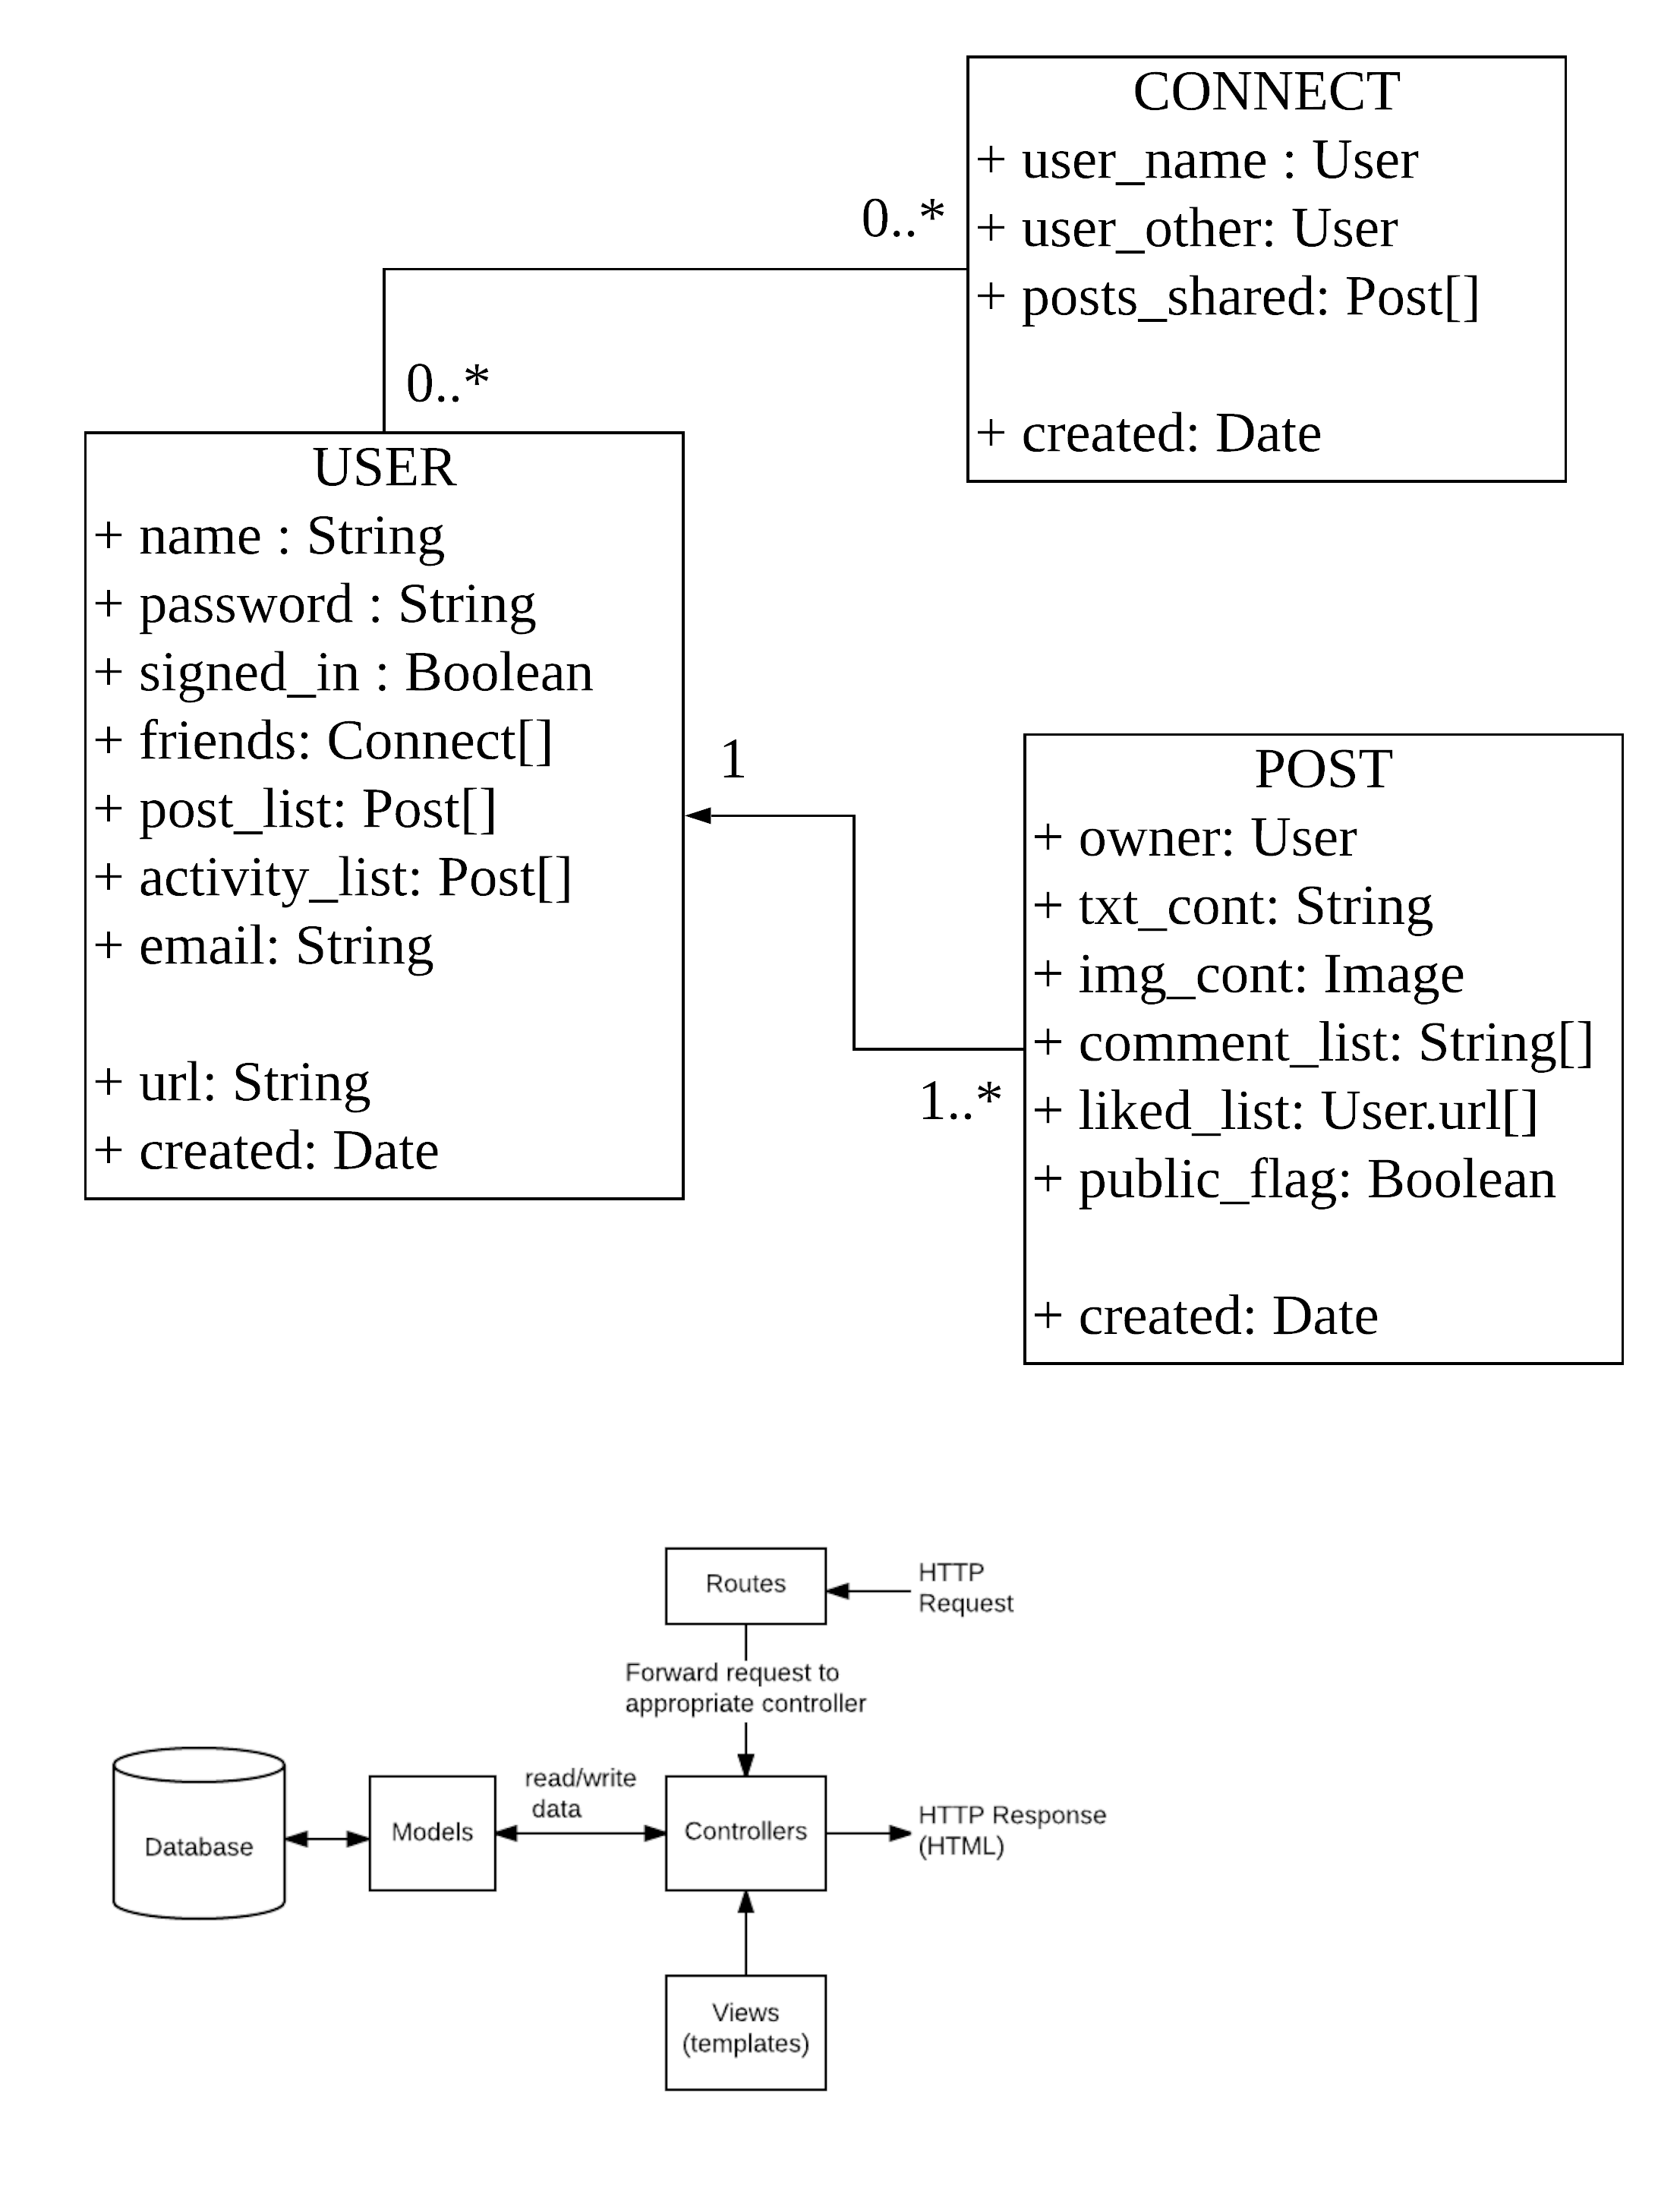 CONNECT
+ user_name : User
+ user_other: User
+ posts_shared: Post[]
+ created: Date
0..*
0..*
USER
+ name : String
+ password : String
+ signed_in : Boolean
+ friends: Connect[]
+ post_list: Post[]
+ activity_list: Post[]
+ email: String
+ url: String
+ created: Date
1
1..*
POST
+ owner: User
+ txt_cont: String
+ img_cont: Image
+ comment_list: String[]
+ liked_list: User.url[]
+ public_flag: Boolean
+ created: Date
Routes
HTTP
Request
Forward request to
appropriate controller
Database
Models
read/write
data
Controllers
HTTP Response
(HTML)
Views
(templates)